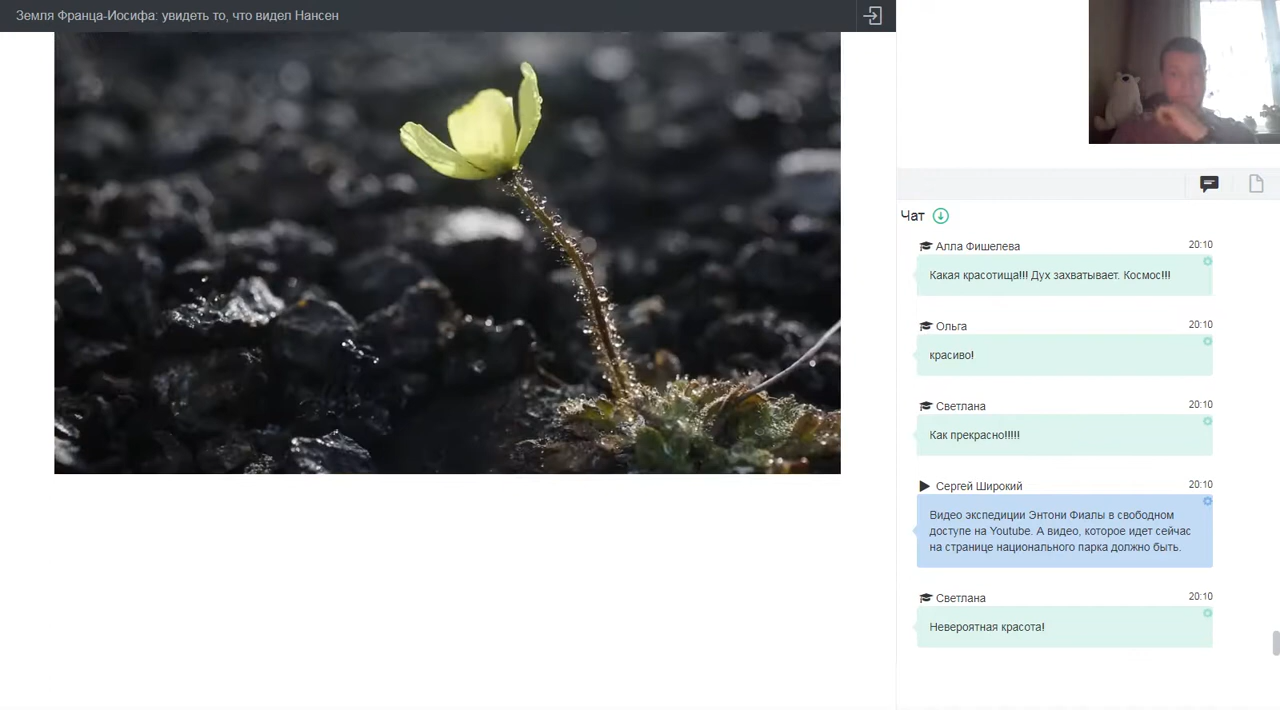 Земля Франца-Иосифа: увидеть то, что видел Нансен
Чат
Алла Фишелева 20:10
Какая красотища!!! Дух захватывает. Космос!!!
Ольга 20:10
красиво!
Светлана 20:10
Как прекрасно!!!!!
Сергей Широкий 20:10
Видео экспедиции Энтони Фиалы в свободном
доступе на Youtube. А видео, которое идет сейчас
на странице национального парка должно быть.
Светлана 20:10
Невероятная красота!